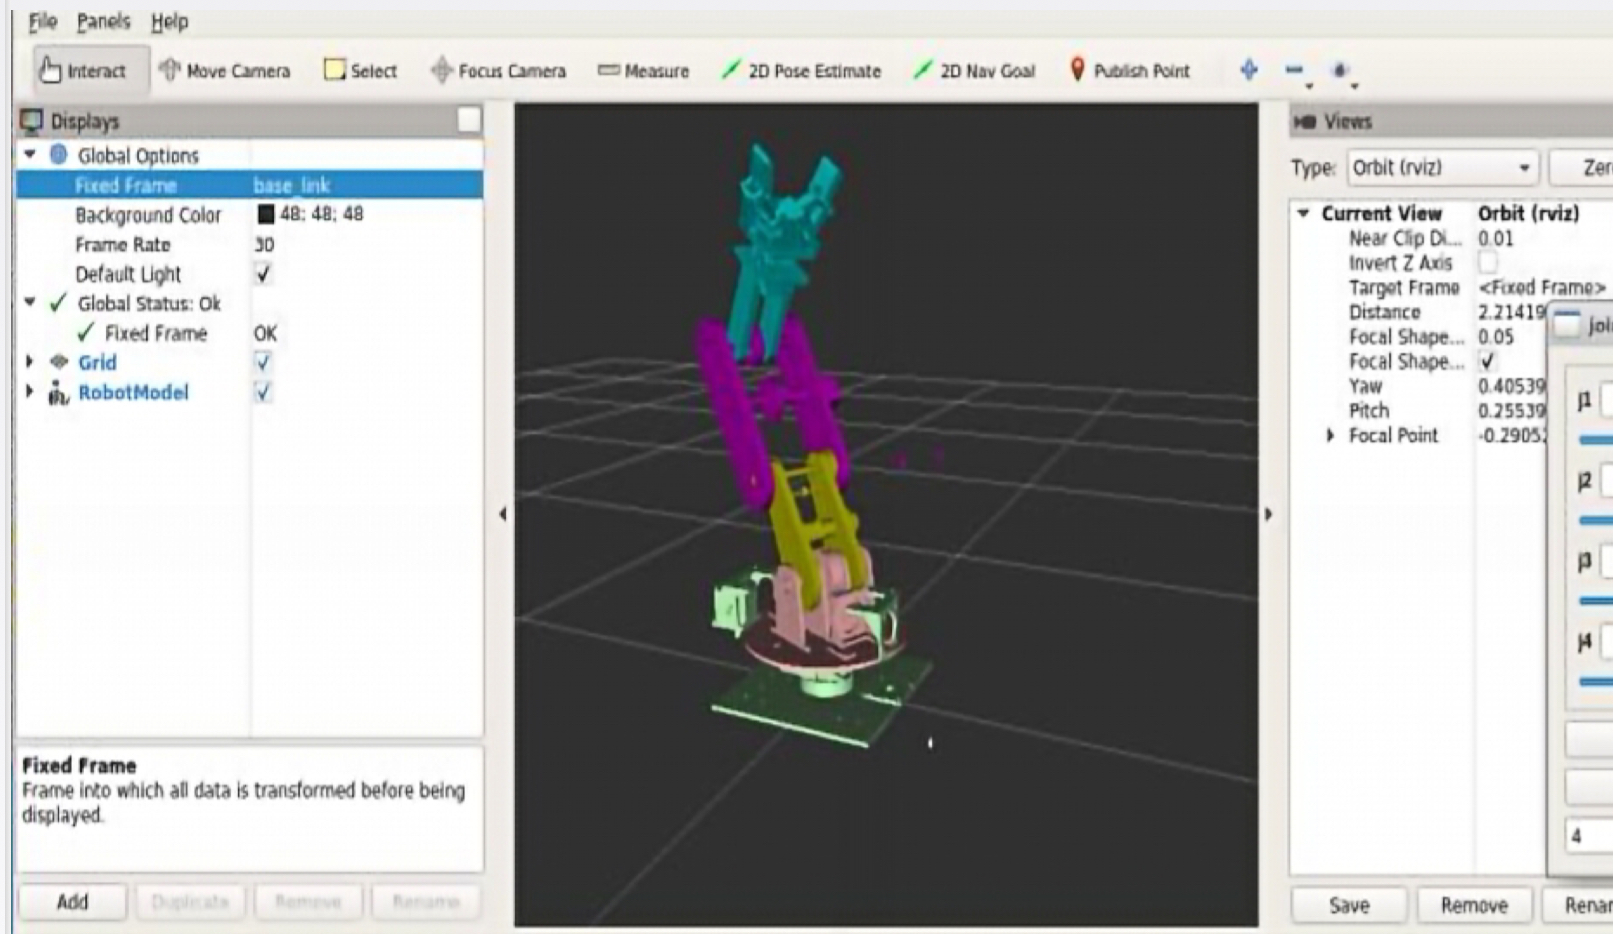 File Panels Help
Interact Move Camera Select Focus Camera Measure 2D Pose Estimate 2D Nav Goal Publish Point
Displays
Global Options
Fixed Frame base_link
Background Color 48; 48; 48
Frame Rate 30
Default Light
Global Status: Ok
Fixed Frame OK
Grid
RobotModel
Fixed Frame
Frame into which all data is transformed before being
displayed.
Add Duplicate Remove Rename
Views
Type: Orbit (rviz) Zer
Current View Orbit (rviz)
Near Clip Di... 0.01
Invert Z Axis
Target Frame <Fixed Frame>
Distance 2.21419
Focal Shape... 0.05
Focal Shape...
Yaw 0.40539
Pitch 0.25539
Focal Point -0.29052
Save Remove Renar
joi
j1
j2
j3
j4
4